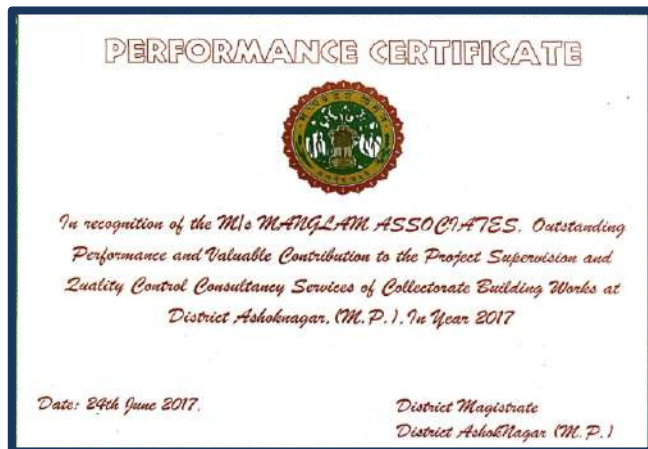 PERFORMANCE CERTIFICATE
In recognition of the M/s MANGLAM ASSOCIATES, Outstanding
Performance and Valuable Contribution to the Project Supervision and
Quality Control Consultancy Services of Collectorate Building Works at
District Ashoknagar, (M.P.), In Year 2017
Date: 24th June 2017.
District Magistrate
District AshokNagar (M.P.)